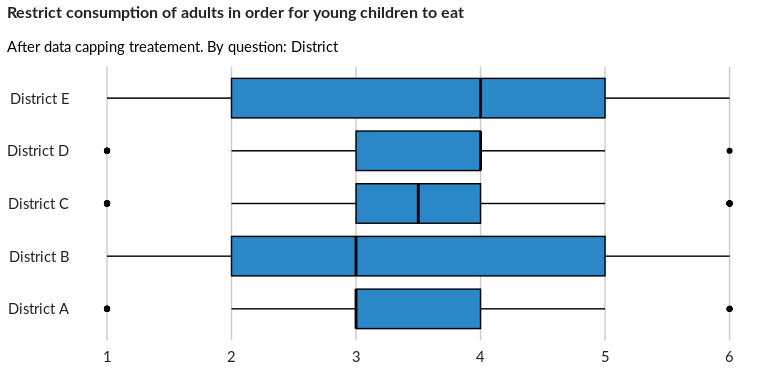 Restrict consumption of adults in order for young children to eat
After data capping treatement. By question: District
District E
District D
District C
District B
District A
1 2 3 4 5 6